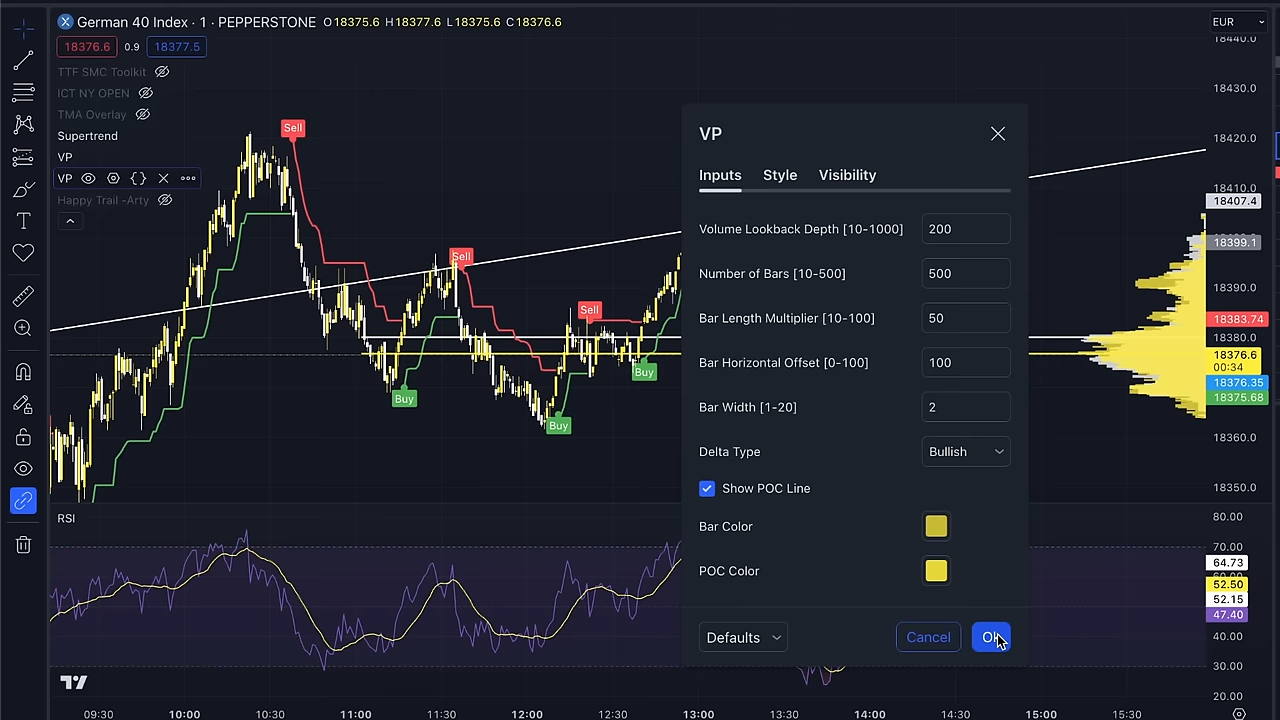 German 40 Index · 1 · PEPPERSTONE O18375.6 H18377.6 L18375.6 C18376.6
EUR
18376.6 0.9 18377.5
TTF SMC Toolkit
ICT NY OPEN
TMA Overlay
Supertrend
VP
VP
Happy Trail -Arty
Sell
Sell
Sell
Buy
Buy
Buy
VP
Inputs Style Visibility
Volume Lookback Depth [10-1000] 200
Number of Bars [10-500] 500
Bar Length Multiplier [10-100] 50
Bar Horizontal Offset [0-100] 100
Bar Width [1-20] 2
Delta Type Bullish
Show POC Line
Bar Color
POC Color
Defaults Cancel Ok
18440.0
18430.0
18420.0
18410.0
18407.4
18399.1
18390.0
18383.74
18380.0
18376.6
00:34
18376.35
18375.68
18360.0
18350.0
RSI
80.00
70.00
64.73
52.50
52.15
47.40
40.00
30.00
20.00
09:30 10:00 10:30 11:00 11:30 12:00 12:30 13:00 13:30 14:00 14:30 15:00 15:30